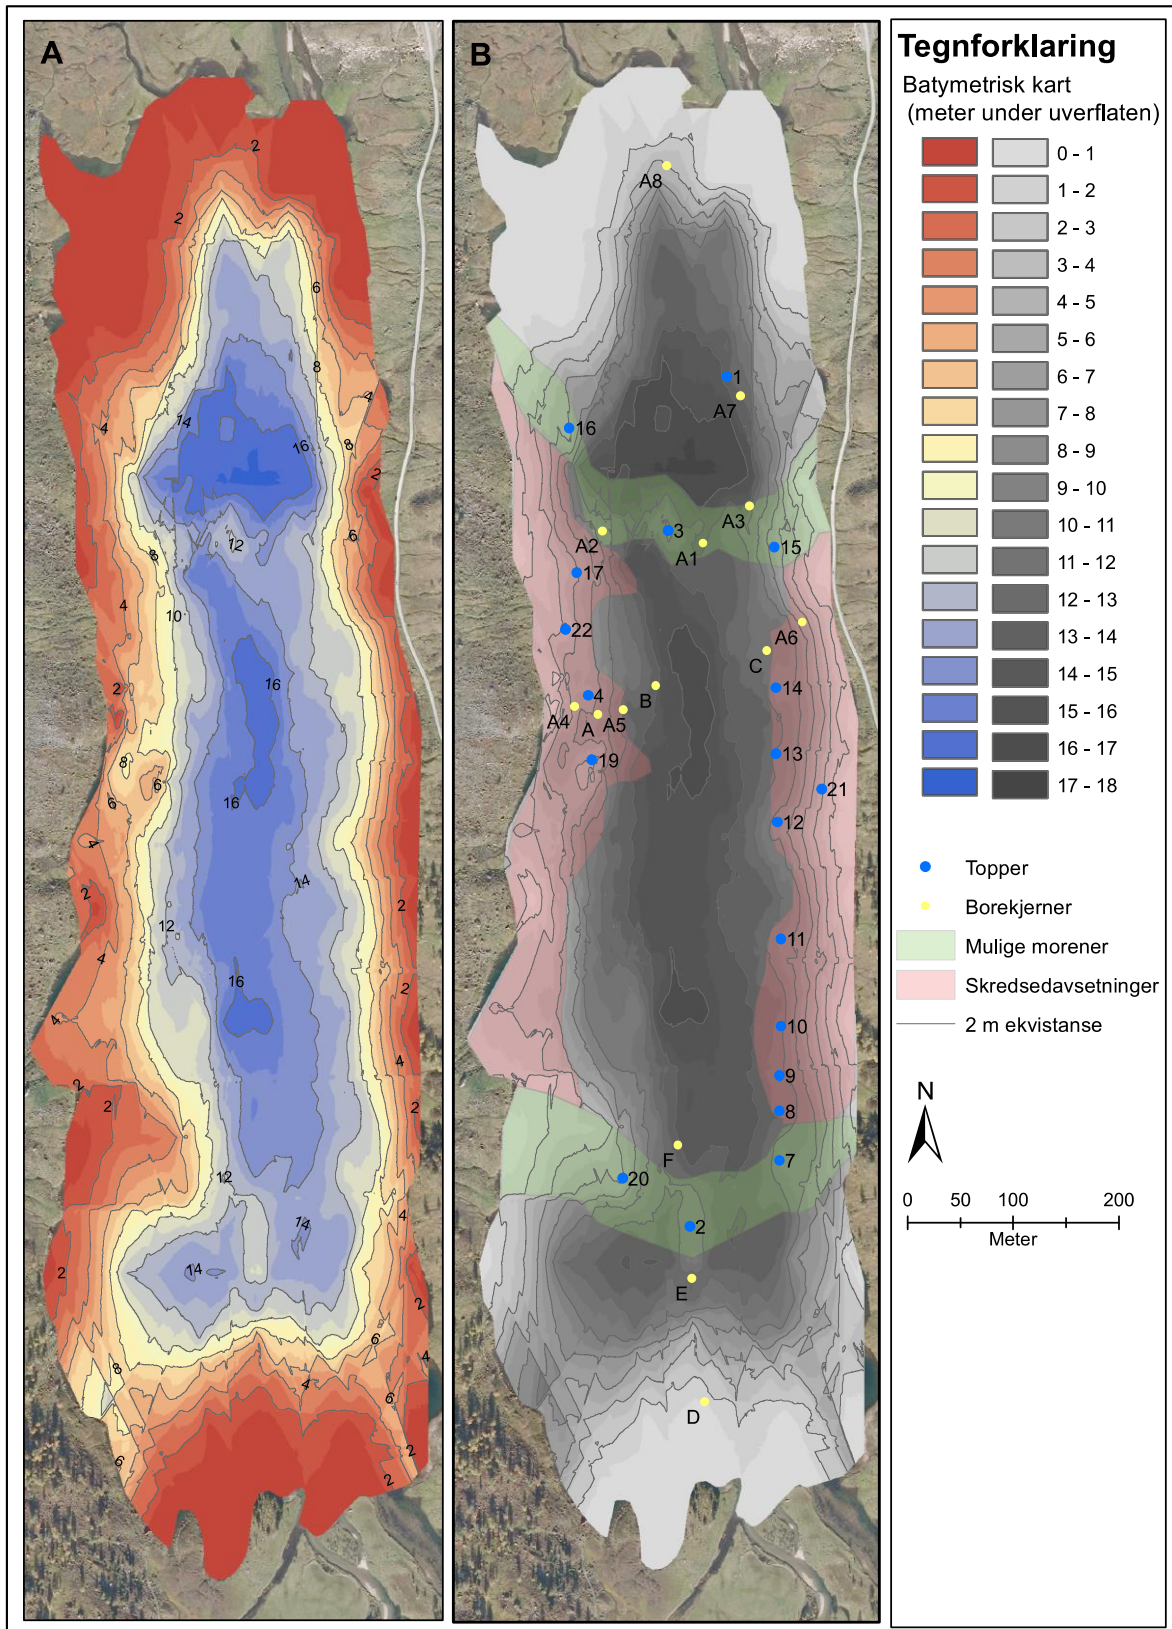 A
2
2
6
8
4
14
4
16
8
2
12
6
8
4
10
16
2
8
6
16
6
4
14
2
12
2
4
16
2
4
4
2
2
2
12
4
14
2
14
2
6
8
4
4
6
2
6
2
B
A8
1
A7
16
A3
3
A2
A1
15
17
A6
22
C
14
B
4
A4
A
A5
13
19
21
12
11
10
9
8
F
7
20
2
E
D
Tegnforklaring
Batymetrisk kart
(meter under uverflaten)
0 - 1
1 - 2
2 - 3
3 - 4
4 - 5
5 - 6
6 - 7
7 - 8
8 - 9
9 - 10
10 - 11
11 - 12
12 - 13
13 - 14
14 - 15
15 - 16
16 - 17
17 - 18
Topper
Borekjerner
Mulige morener
Skredsedavsetninger
2 m ekvistanse
N
0 50 100 200
Meter